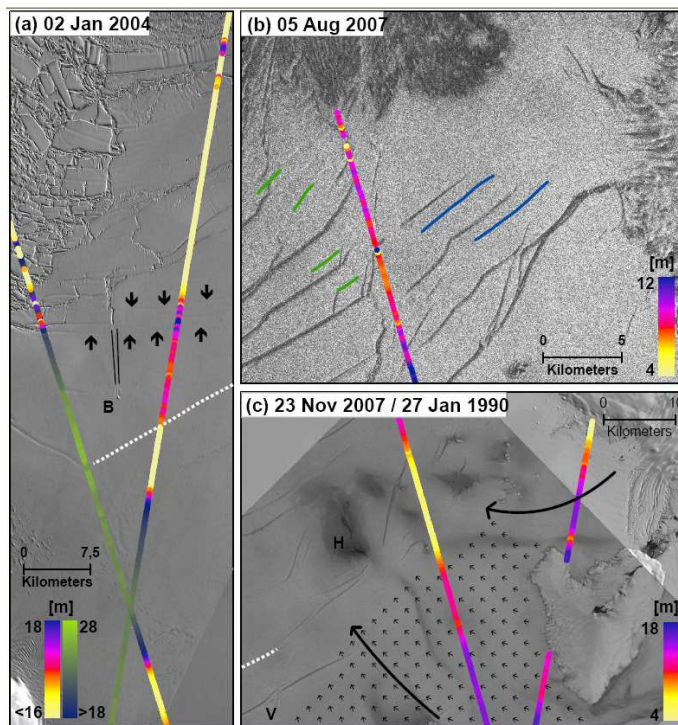 (a) 02 Jan 2004
B
0 7,5
Kilometers
[m]
18 28
<16 >18
(b) 05 Aug 2007
[m]
12
4
0 5
Kilometers
(c) 23 Nov 2007 / 27 Jan 1990
0 10
Kilometers
H
V
[m]
18
4